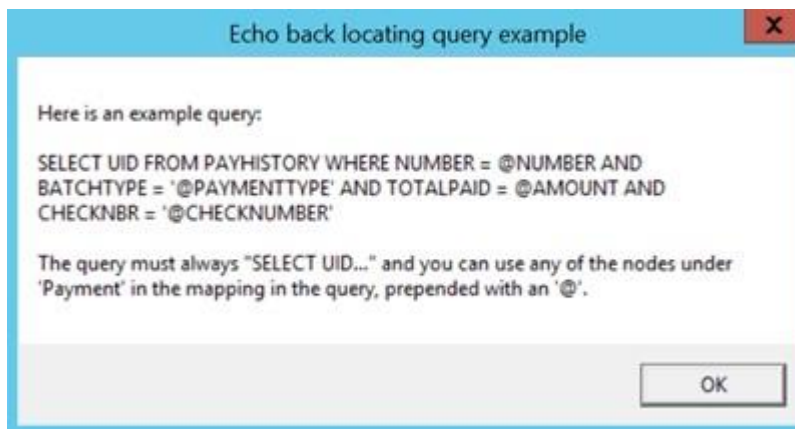 Echo back locating query example
X
Here is an example query:
SELECT UID FROM PAYHISTORY WHERE NUMBER = @NUMBER AND
BATCHTYPE = '@PAYMENTTYPE' AND TOTALPAID = @AMOUNT AND
CHECKNBR = '@CHECKNUMBER'
The query must always "SELECT UID..." and you can use any of the nodes under
'Payment' in the mapping in the query, prepended with an '@'.
OK